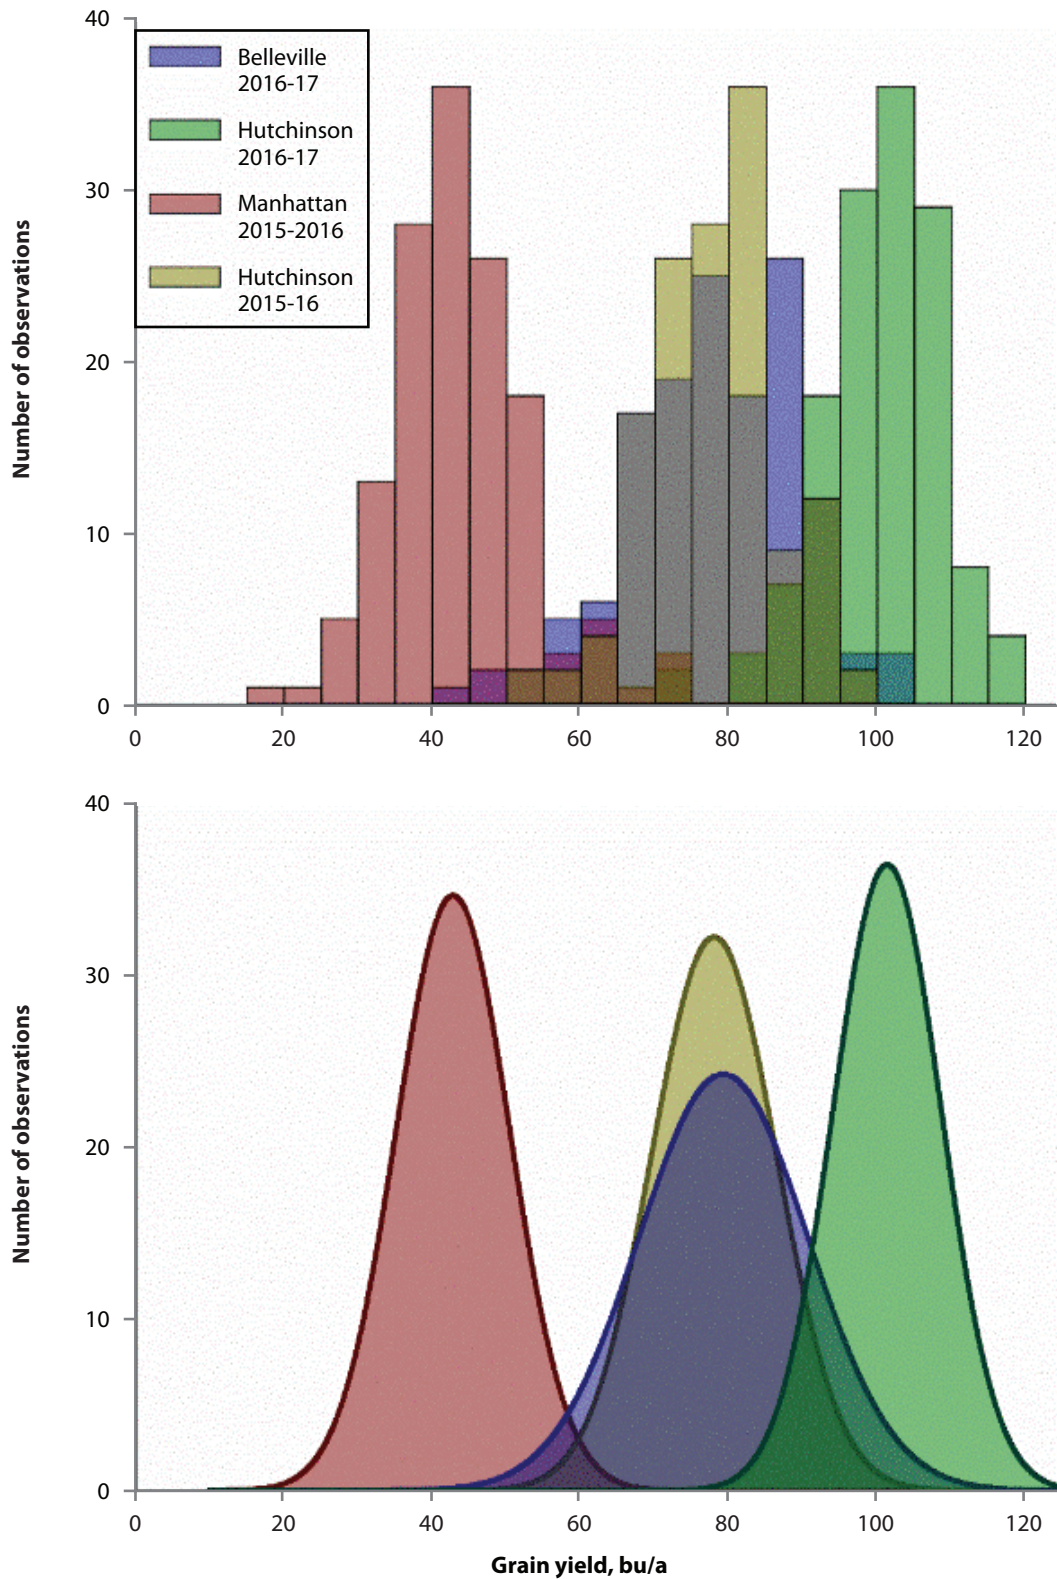 40
Belleville
2016-17
Hutchinson
2016-17
Manhattan
2015-2016
Hutchinson
2015-16
30
20
10
0
Number of observations
0 20 40 60 80 100 120
40
30
20
10
0
Number of observations
0 20 40 60 80 100 120
Grain yield, bu/a